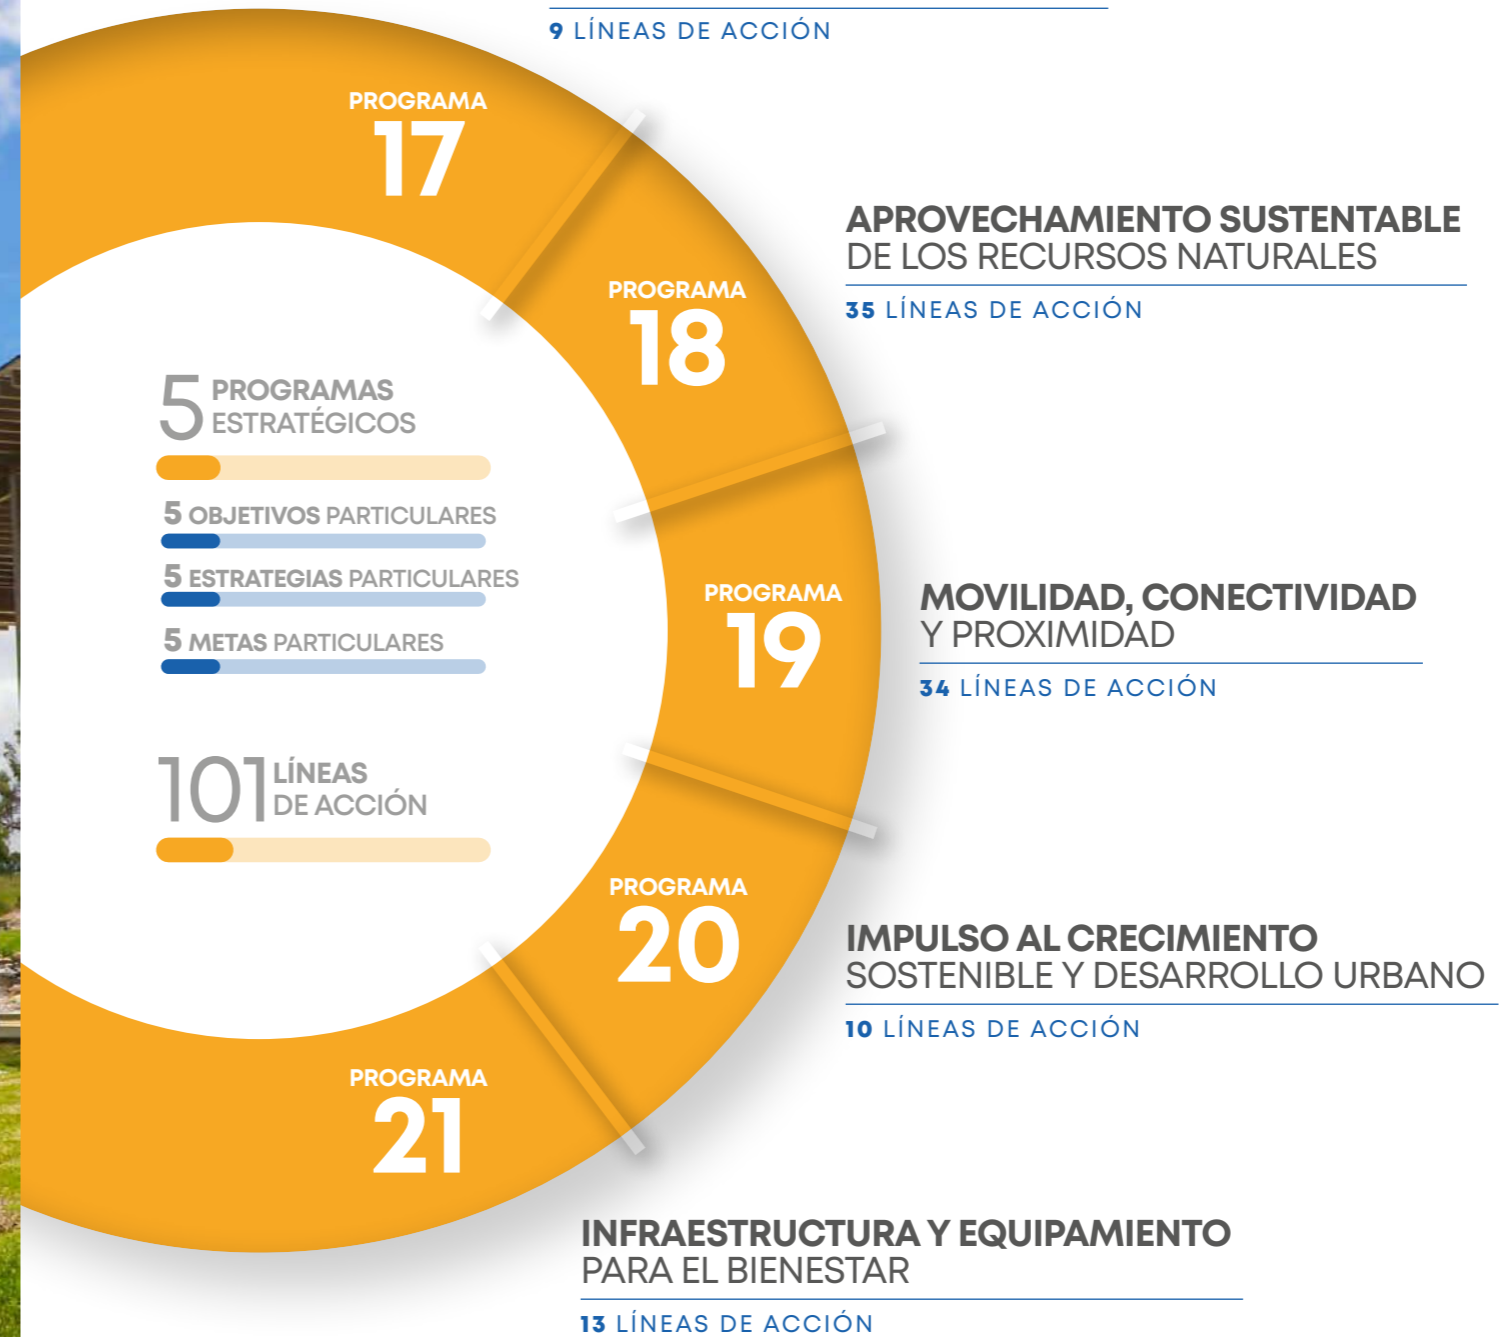 9 LÍNEAS DE ACCIÓN
PROGRAMA
17
APROVECHAMIENTO SUSTENTABLE
DE LOS RECURSOS NATURALES
35 LÍNEAS DE ACCIÓN
PROGRAMA
18
5 PROGRAMAS
ESTRATÉGICOS
5 OBJETIVOS PARTICULARES
5 ESTRATEGIAS PARTICULARES
5 METAS PARTICULARES
101 LÍNEAS
DE ACCIÓN
PROGRAMA
19
MOVILIDAD, CONECTIVIDAD
Y PROXIMIDAD
34 LÍNEAS DE ACCIÓN
PROGRAMA
20
IMPULSO AL CRECIMIENTO
SOSTENIBLE Y DESARROLLO URBANO
10 LÍNEAS DE ACCIÓN
PROGRAMA
21
INFRAESTRUCTURA Y EQUIPAMIENTO
PARA EL BIENESTAR
13 LÍNEAS DE ACCIÓN